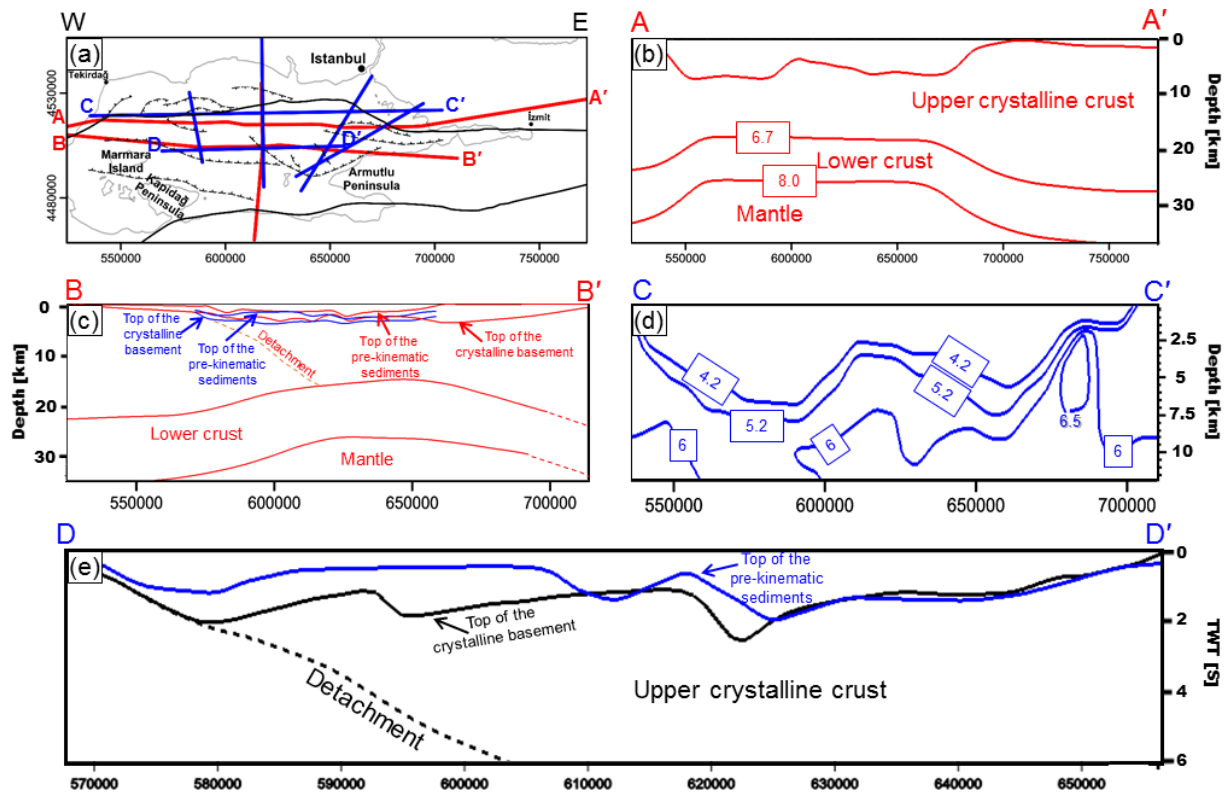 W
E
(a)
Istanbul
Tekirdağ
C
C′
A
A′
İzmit
B
D
D′
B′
Marmara
Island
Kapıdağ
Peninsula
Armutlu
Peninsula
4530000
4480000
550000 600000 650000 700000 750000
A
A′
(b)
Upper crystalline crust
6.7
Lower crust
8.0
Mantle
0
10
20
30
Depth [km]
550000 600000 650000 700000 750000
B
B′
(c)
Top of the
crystalline
basement
Top of the
pre-kinematic
sediments
Detachment
Top of the
pre-kinematic
sediments
Top of the
crystalline basement
Lower crust
Mantle
0
10
20
30
Depth [km]
550000 600000 650000 700000
C
C′
(d)
4.2
5.2
4.2
5.2
6
6
6.5
6
2.5
5
7.5
10
Depth [km]
550000 600000 650000 700000
D
D′
(e)
Top of the
pre-kinematic
sediments
Top of the
crystalline basement
Detachment
Upper crystalline crust
0
2
4
6
TWT [S]
570000 580000 590000 600000 610000 620000 630000 640000 650000